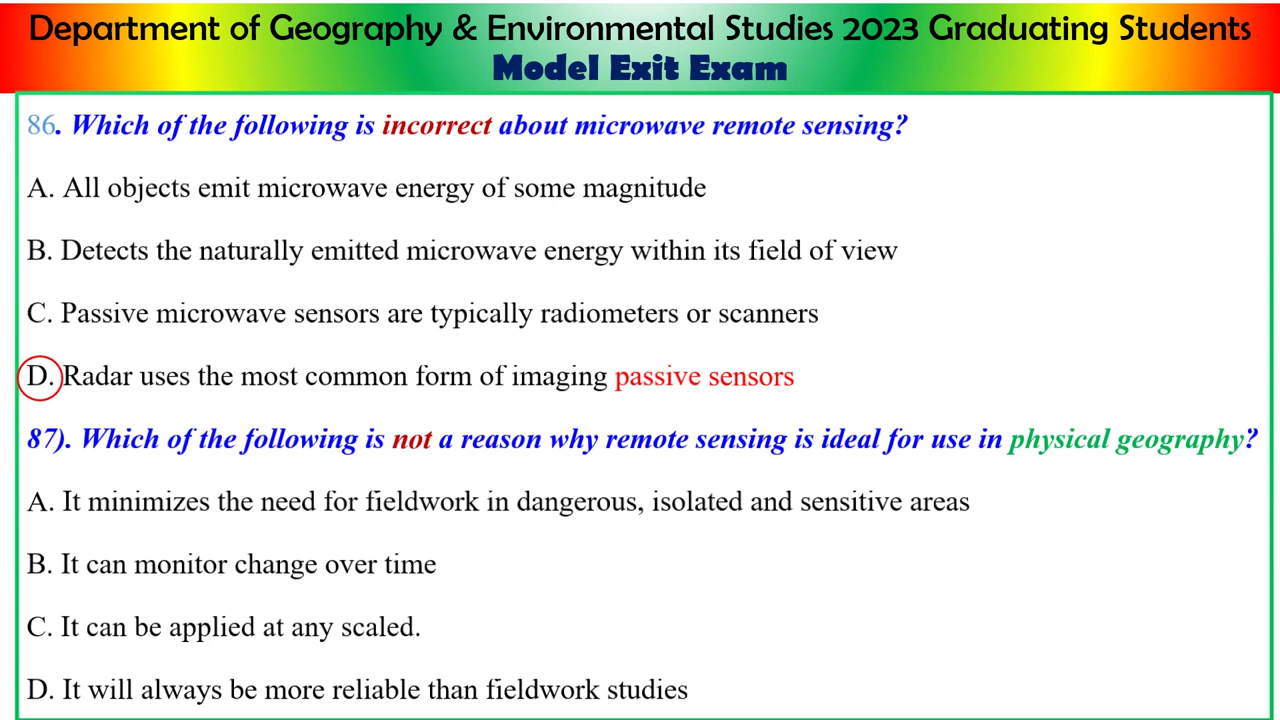 Department of Geography & Environmental Studies 2023 Graduating Students
Model Exit Exam
86. Which of the following is incorrect about microwave remote sensing?
A. All objects emit microwave energy of some magnitude
B. Detects the naturally emitted microwave energy within its field of view
C. Passive microwave sensors are typically radiometers or scanners
D. Radar uses the most common form of imaging passive sensors
87). Which of the following is not a reason why remote sensing is ideal for use in physical geography?
A. It minimizes the need for fieldwork in dangerous, isolated and sensitive areas
B. It can monitor change over time
C. It can be applied at any scaled.
D. It will always be more reliable than fieldwork studies